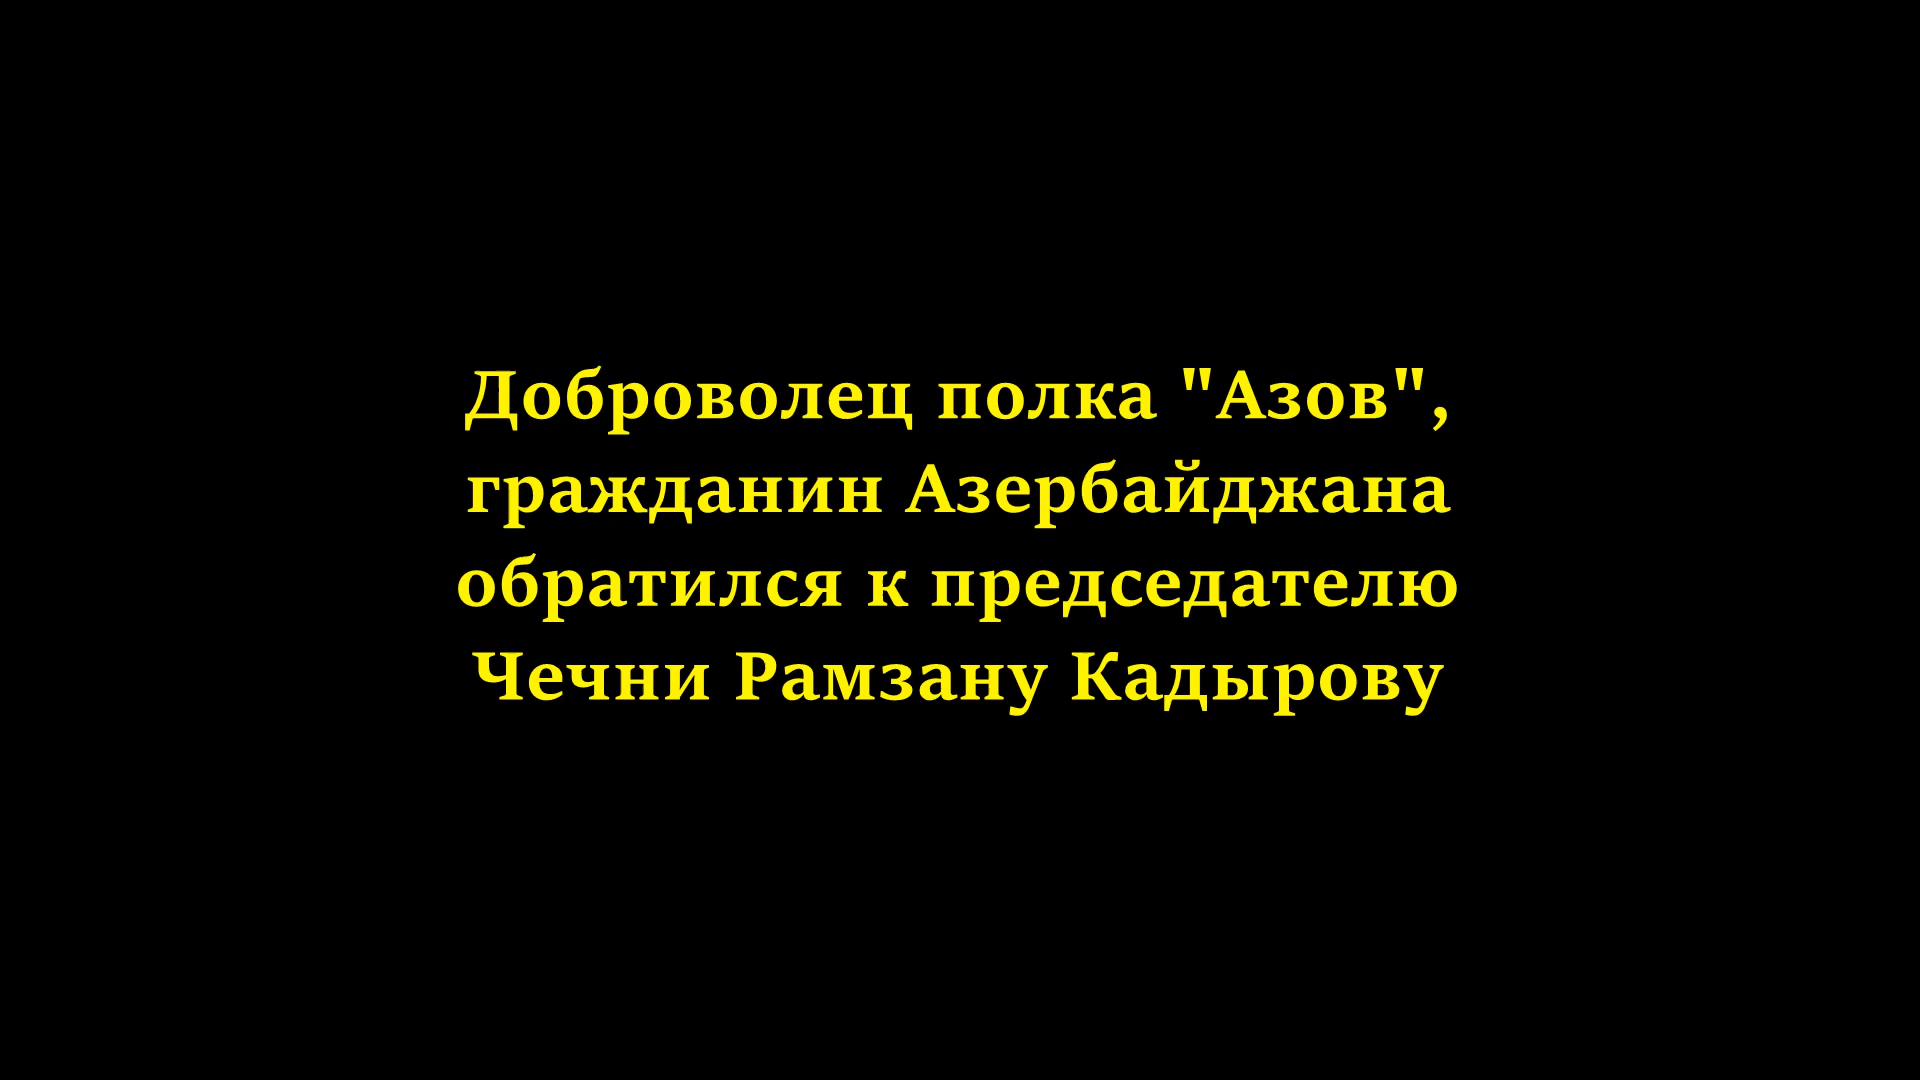 Доброволец полка "Азов",
гражданин Азербайджана
обратился к председателю
Чечни Рамзану Кадырову